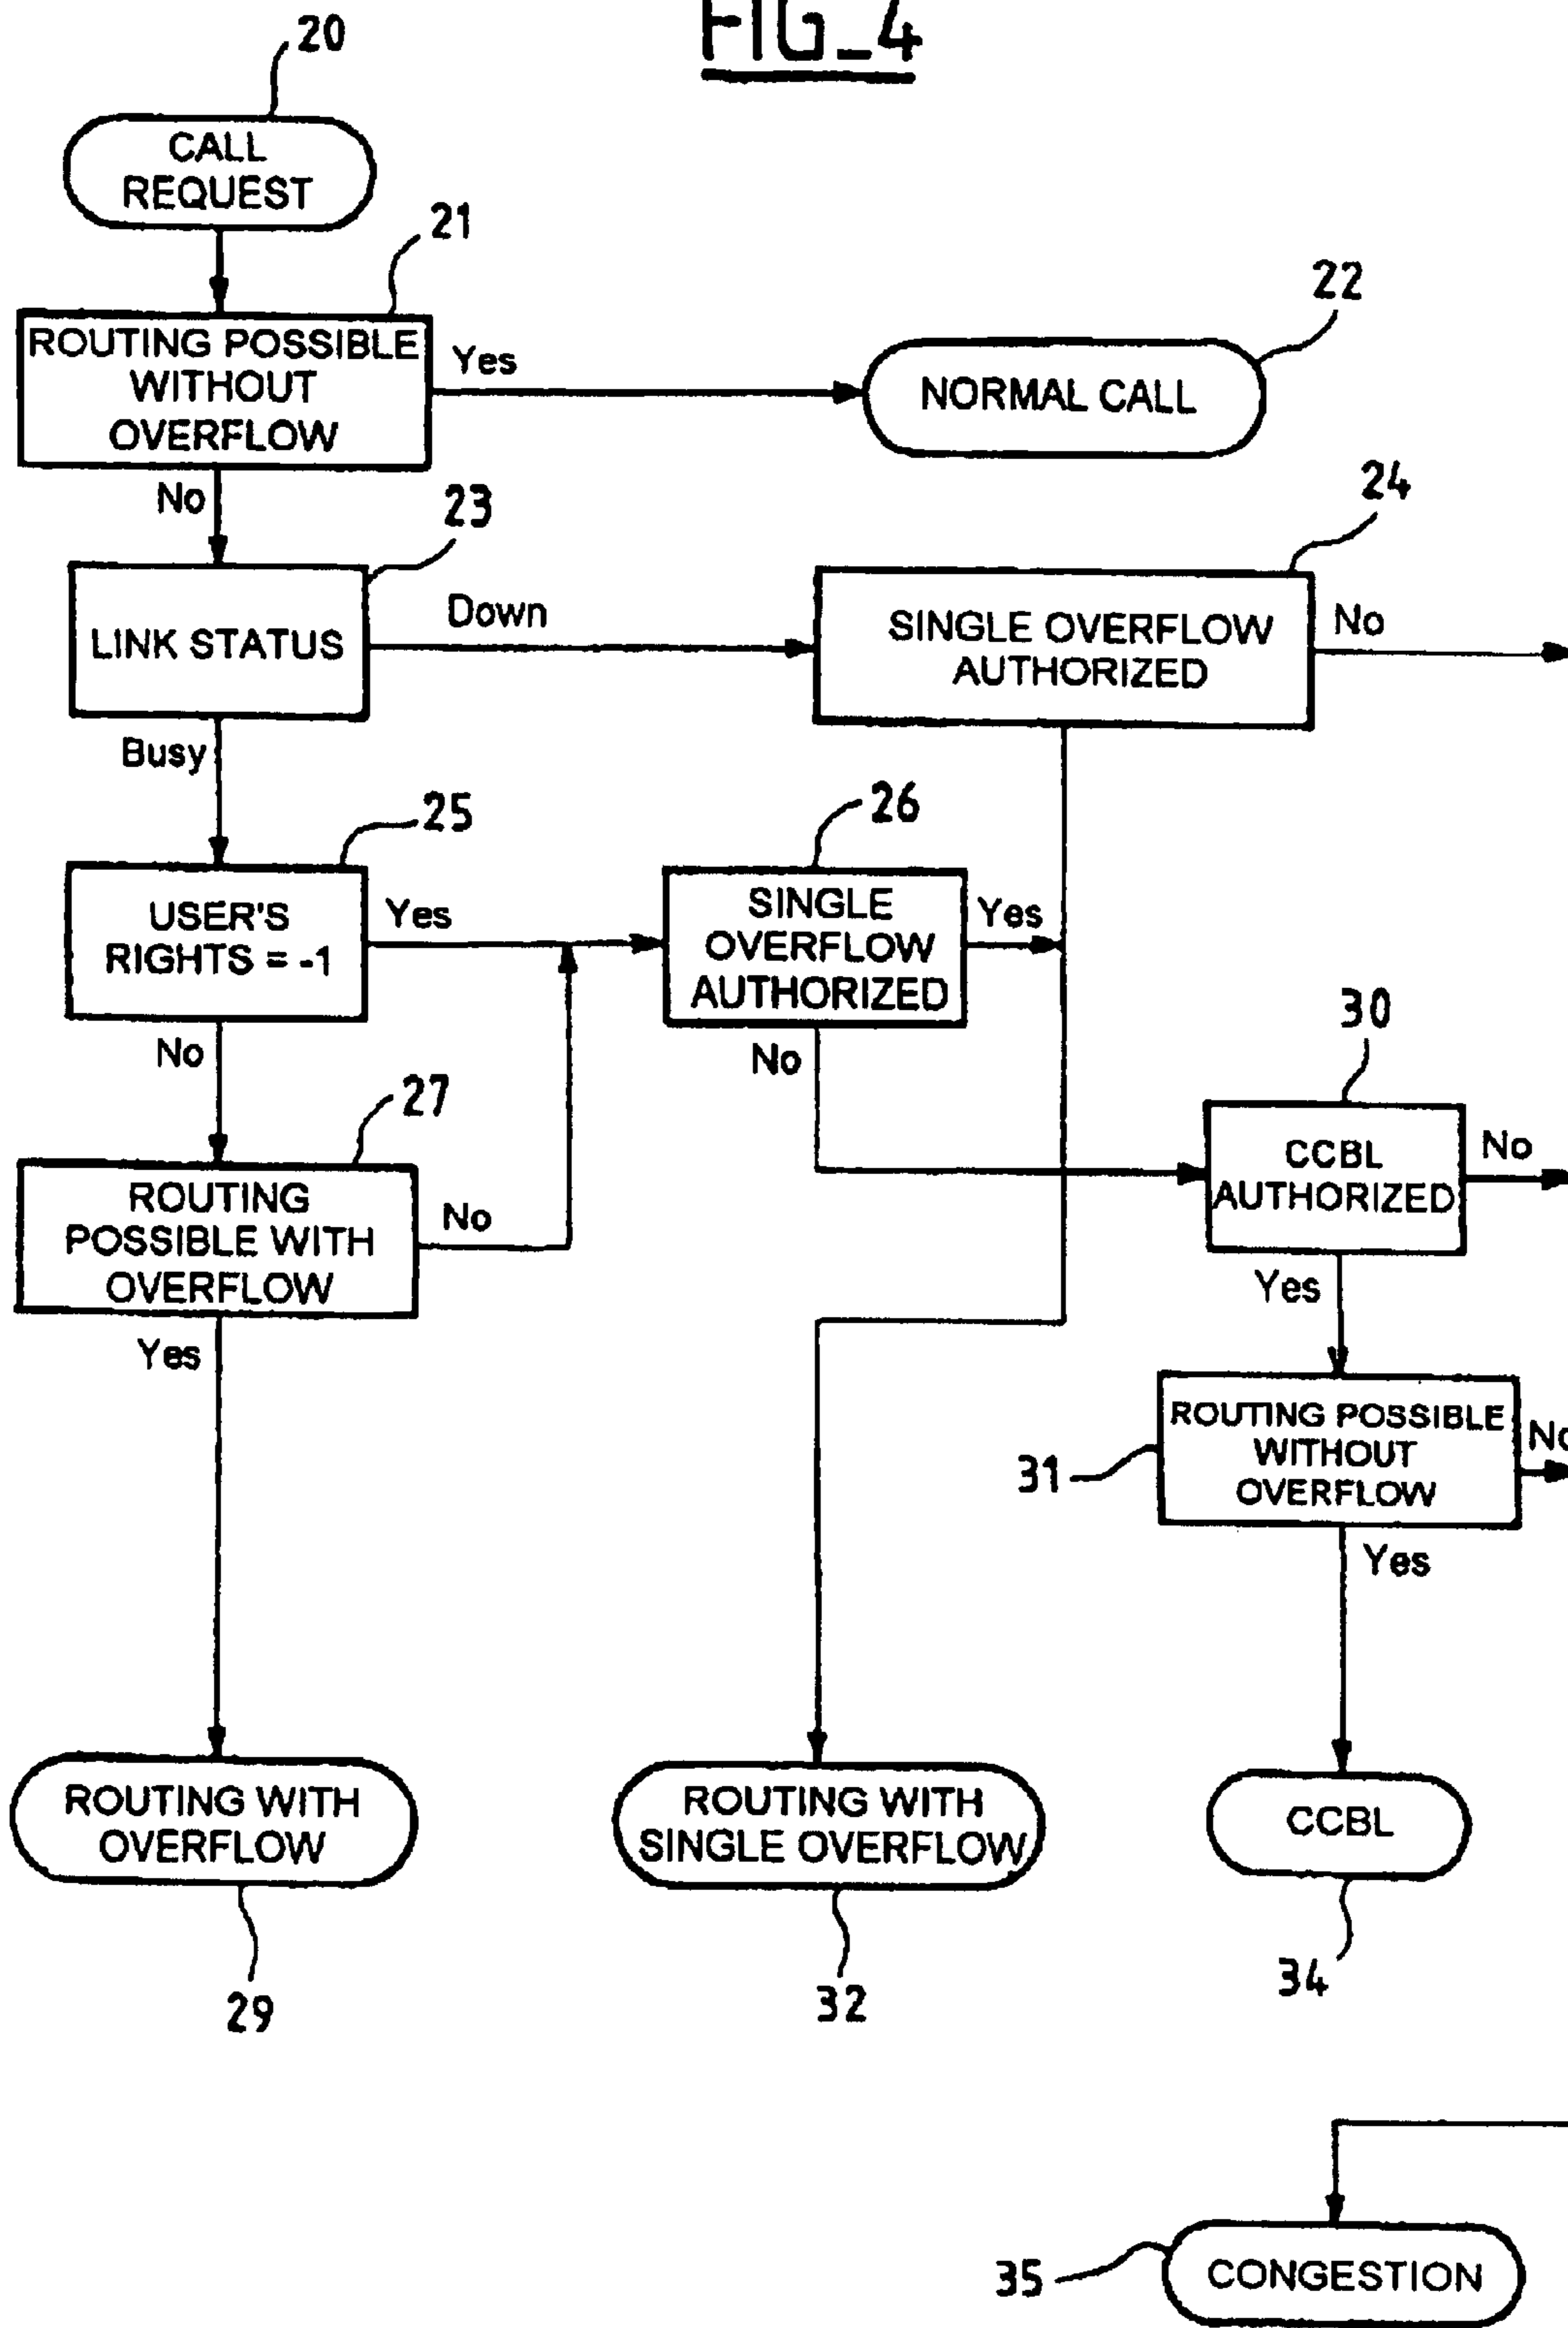 FIG_4
20
CALL
REQUEST
21
ROUTING POSSIBLE
WITHOUT
OVERFLOW
Yes
22
NORMAL CALL
No
23
LINK STATUS
Down
24
SINGLE OVERFLOW
AUTHORIZED
No
Busy
25
USER'S
RIGHTS = -1
Yes
26
SINGLE
OVERFLOW
AUTHORIZED
Yes
No
No
27
ROUTING
POSSIBLE WITH
OVERFLOW
No
Yes
30
CCBL
AUTHORIZED
No
Yes
31
ROUTING POSSIBLE
WITHOUT
OVERFLOW
No
Yes
ROUTING WITH
OVERFLOW
29
ROUTING WITH
SINGLE OVERFLOW
32
CCBL
34
35
CONGESTION